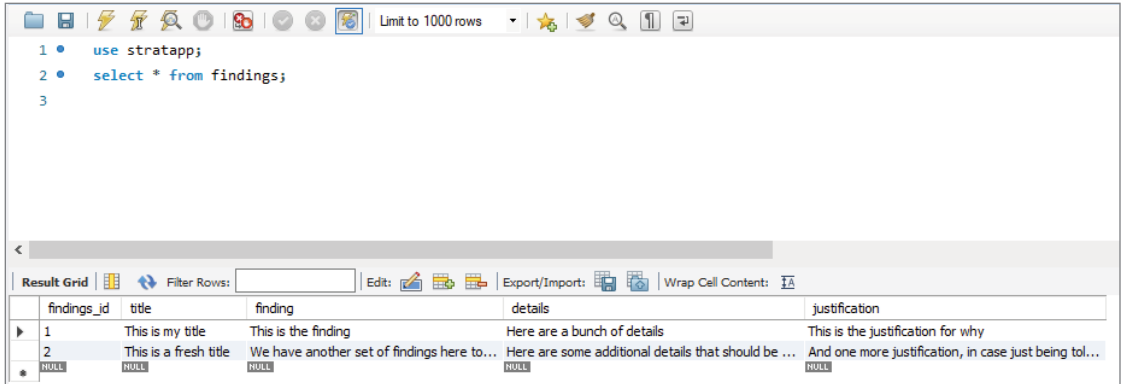 Limit to 1000 rows
1 use stratapp;
2 select * from findings;
3
Result Grid Filter Rows: Edit: Export/Import: Wrap Cell Content:
findings_id title finding details justification
1 This is my title This is the finding Here are a bunch of details This is the justification for why
2 This is a fresh title We have another set of findings here to... Here are some additional details that should be ... And one more justification, in case just being tol...
NULL NULL NULL NULL NULL